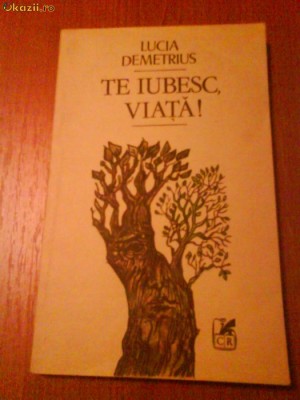 Okazii.ro
LUCIA
DEMETRIUS
TE IUBESC,
VIAȚĂ!
CR